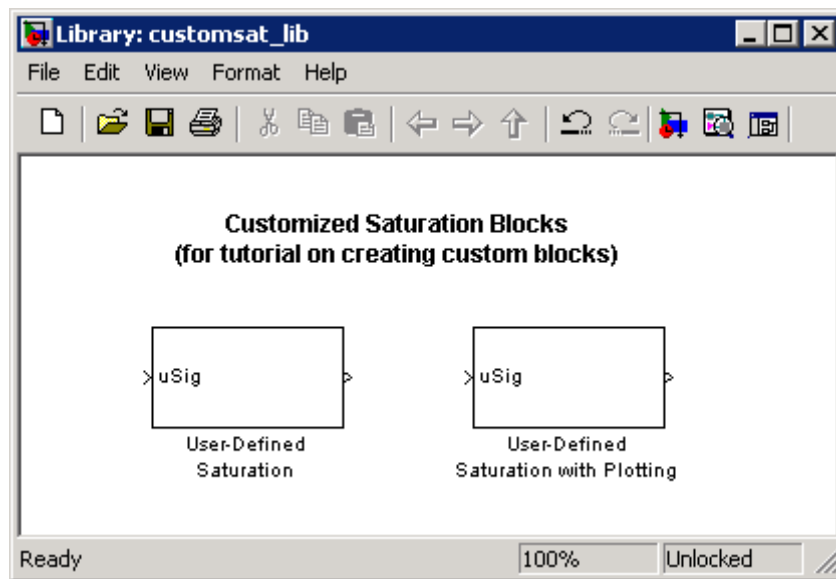 Library: customsat_lib
File Edit View Format Help
Customized Saturation Blocks
(for tutorial on creating custom blocks)
uSig
User-Defined
Saturation
uSig
User-Defined
Saturation with Plotting
Ready 100% Unlocked